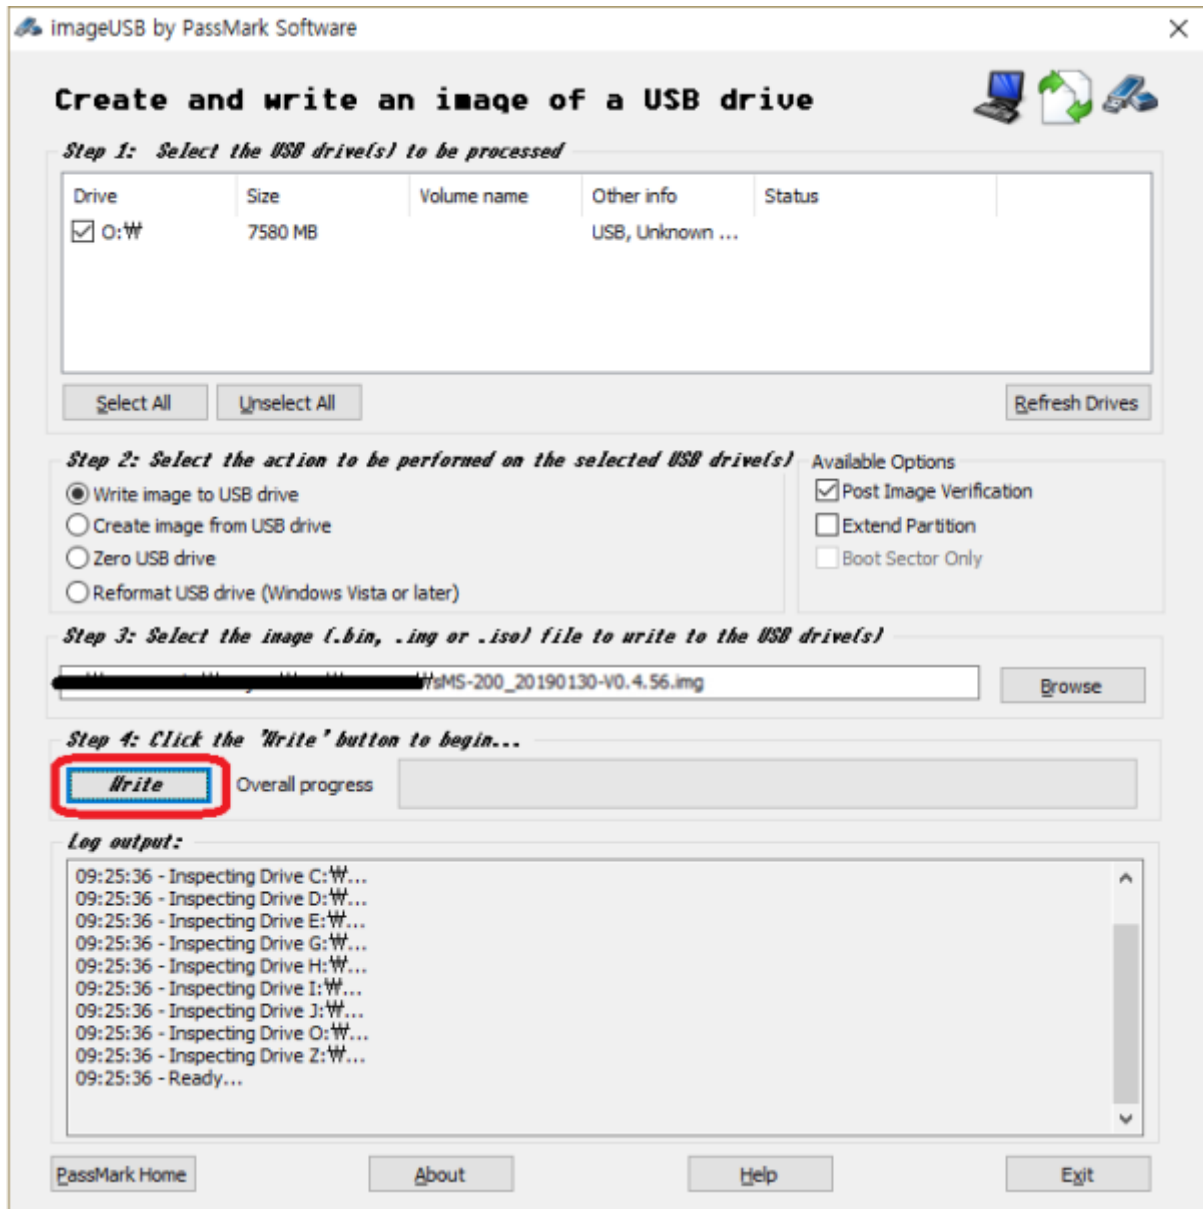 imageUSB by PassMark Software
Create and write an image of a USB drive
Step 1: Select the USB drive(s) to be processed
Drive Size Volume name Other info Status
O:₩ 7580 MB USB, Unknown ...
Select All Unselect All Refresh Drives
Step 2: Select the action to be performed on the selected USB drive(s) Available Options
Write image to USB drive Post Image Verification
Create image from USB drive Extend Partition
Zero USB drive Boot Sector Only
Reformat USB drive (Windows Vista or later)
Step 3: Select the image (.bin, .img or .iso) file to write to the USB drive(s)
₩sMS-200_20190130-V0.4.56.img Browse
Step 4: Click the 'Write' button to begin...
Write Overall progress
Log output:
09:25:36 - Inspecting Drive C:₩...
09:25:36 - Inspecting Drive D:₩...
09:25:36 - Inspecting Drive E:₩...
09:25:36 - Inspecting Drive G:₩...
09:25:36 - Inspecting Drive H:₩...
09:25:36 - Inspecting Drive I:₩...
09:25:36 - Inspecting Drive J:₩...
09:25:36 - Inspecting Drive O:₩...
09:25:36 - Inspecting Drive Z:₩...
09:25:36 - Ready...
PassMark Home About Help Exit